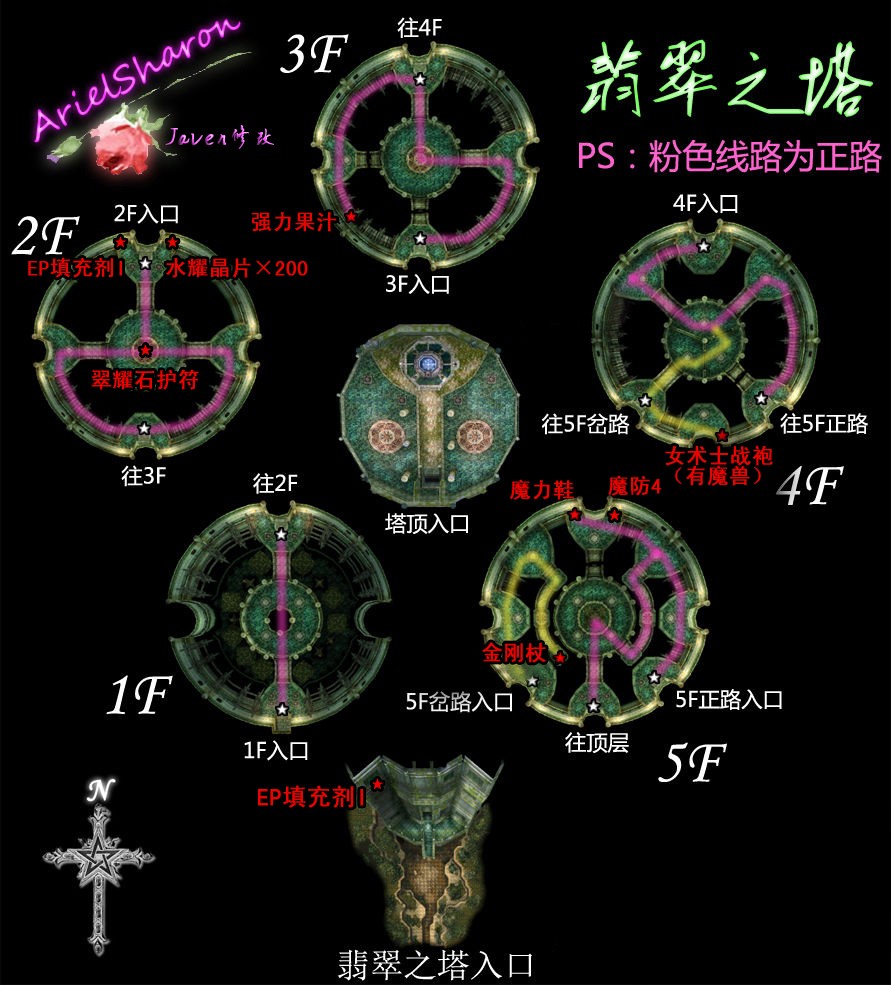 ArielSharon
Javen修改
翡翠之塔
PS：粉色线路为正路
3F
往4F
强力果汁
3F入口
2F
2F入口
EP填充剂I
水耀晶片×200
翠耀石护符
往3F
4F入口
往5F岔路
往5F正路
女术士战袍
（有魔兽）
4F
塔顶入口
往2F
1F
1F入口
魔力鞋
魔防4
金刚杖
5F岔路入口
5F正路入口
往顶层
5F
EP填充剂I
N
翡翠之塔入口